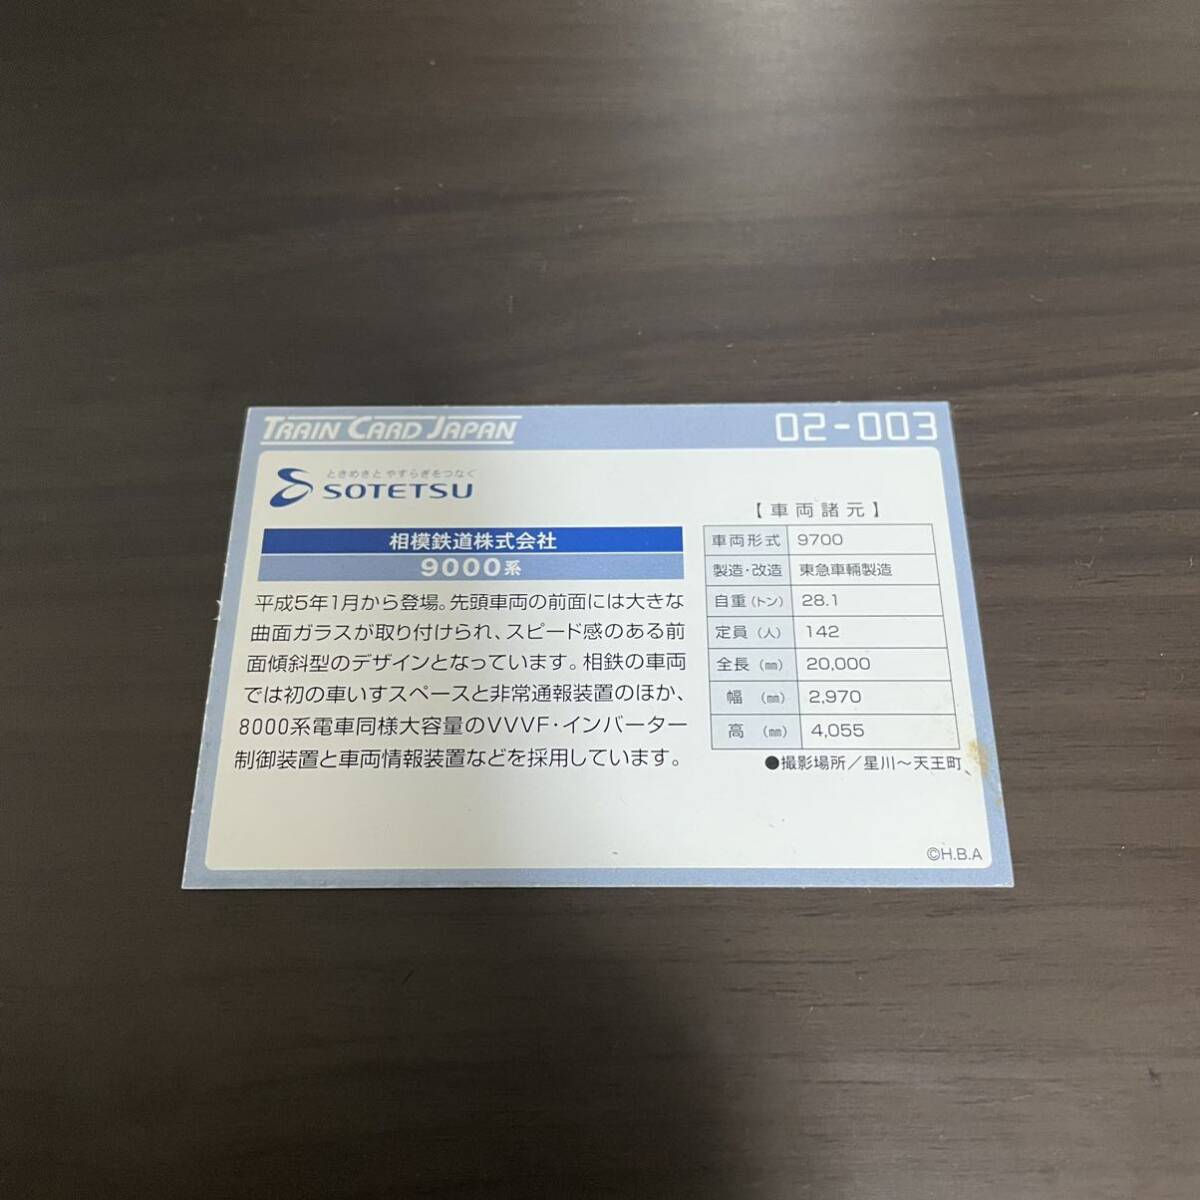 TRAIN CARD JAPAN
02-003
ときめきと やすらぎをつなぐ
SOTETSU
相模鉄道株式会社
9000系
平成5年1月から登場。先頭車両の前面には大きな
曲面ガラスが取り付けられ、スピード感のある前
面傾斜型のデザインとなっています。相鉄の車両
では初の車いすスペースと非常通報装置のほか、
8000系電車同様大容量のVVVF・インバーター
制御装置と車両情報装置などを採用しています。
【車両諸元】
車両形式 9700
製造・改造 東急車輛製造
自重(トン) 28.1
定員(人) 142
全長(㎜) 20,000
幅(㎜) 2,970
高(㎜) 4,055
●撮影場所/星川~天王町
©H.B.A